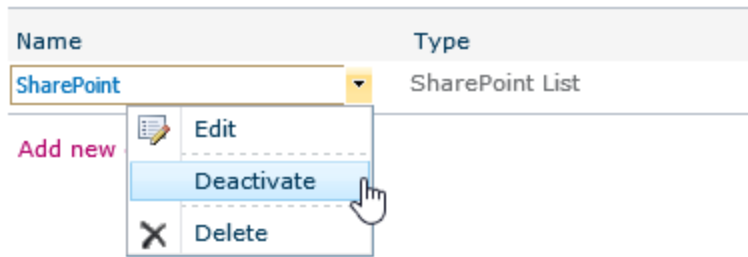 Name Type
SharePoint SharePoint List
Edit
Add new
Deactivate
Delete